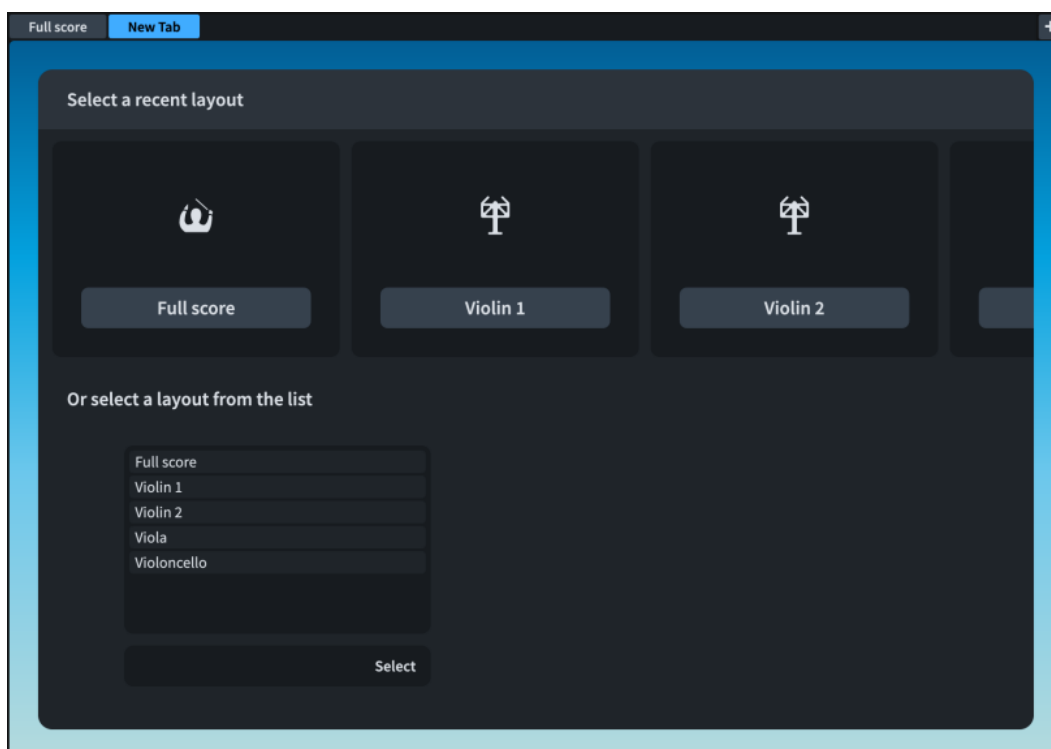 Full score New Tab +
Select a recent layout
Full score Violin 1 Violin 2
Or select a layout from the list
Full score
Violin 1
Violin 2
Viola
Violoncello
Select